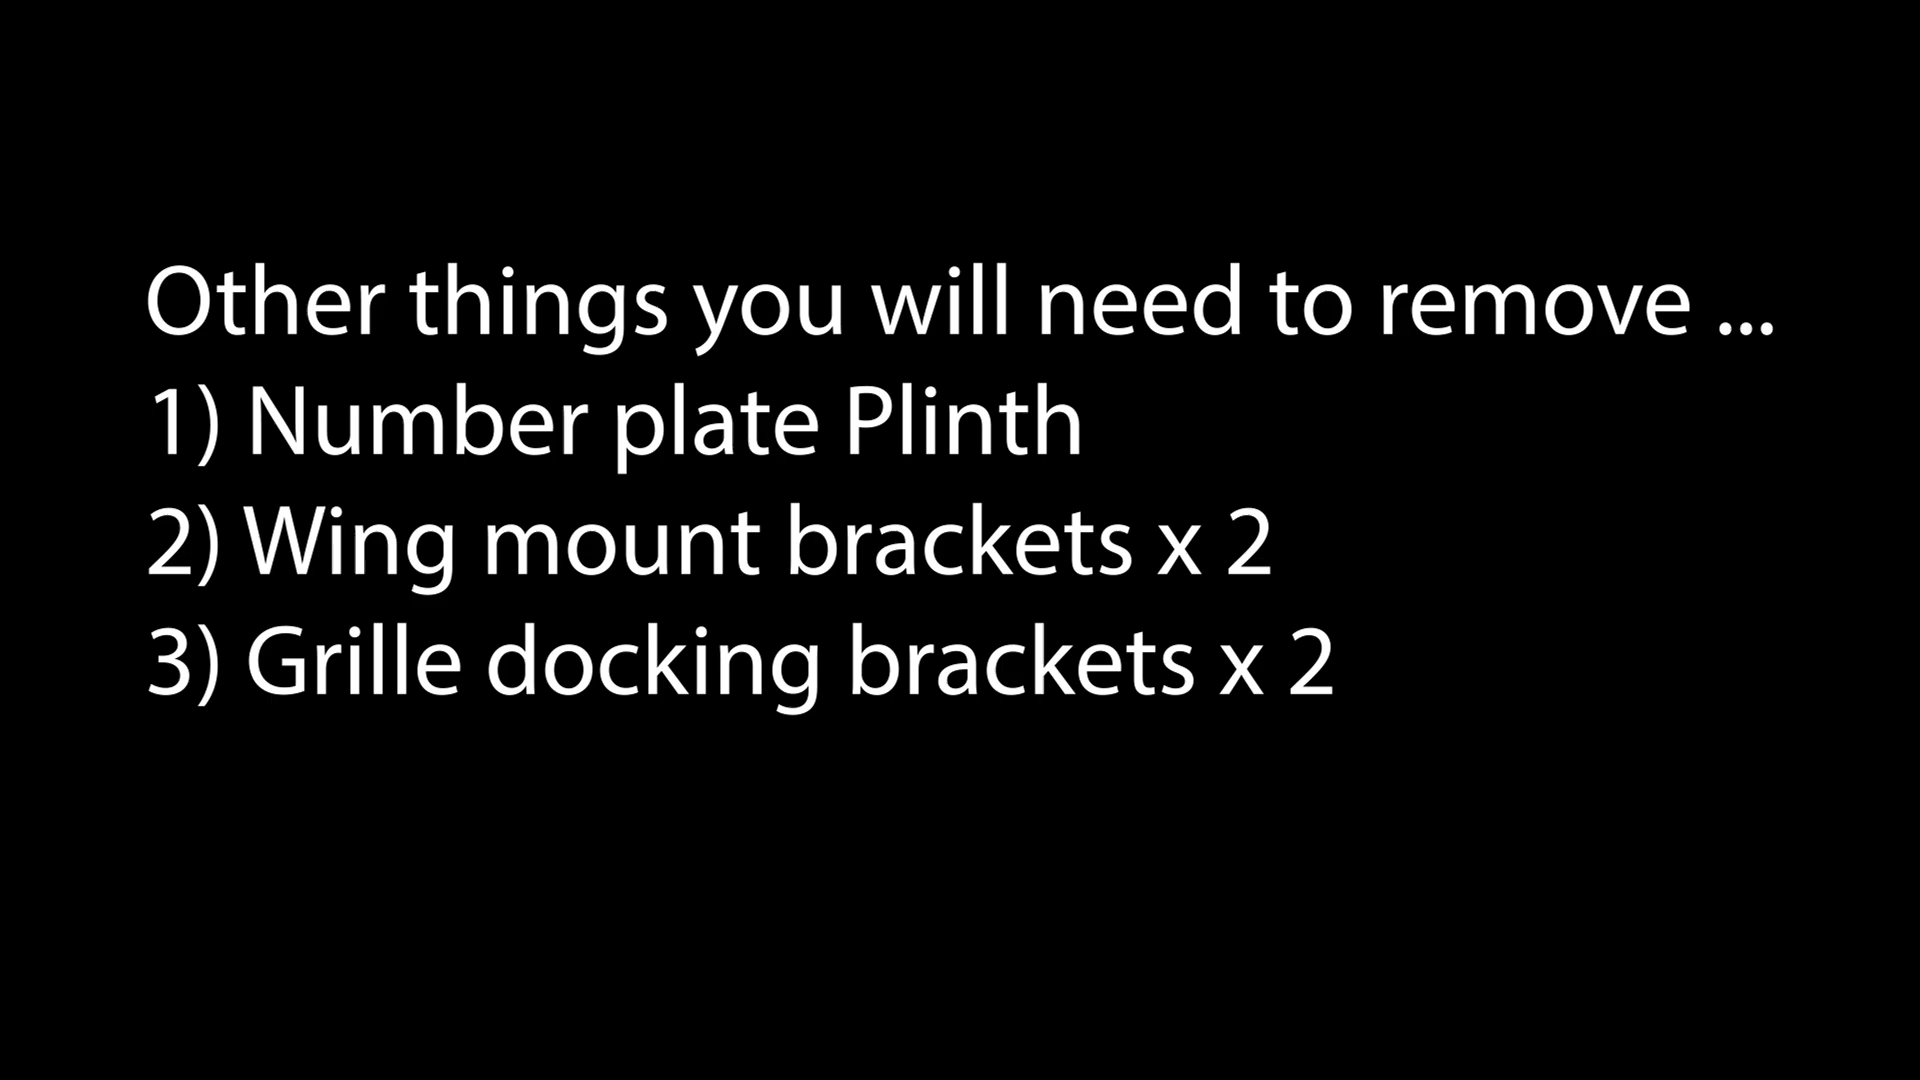 Other things you will need to remove ...
1) Number plate Plinth
2) Wing mount brackets x 2
3) Grille docking brackets x 2